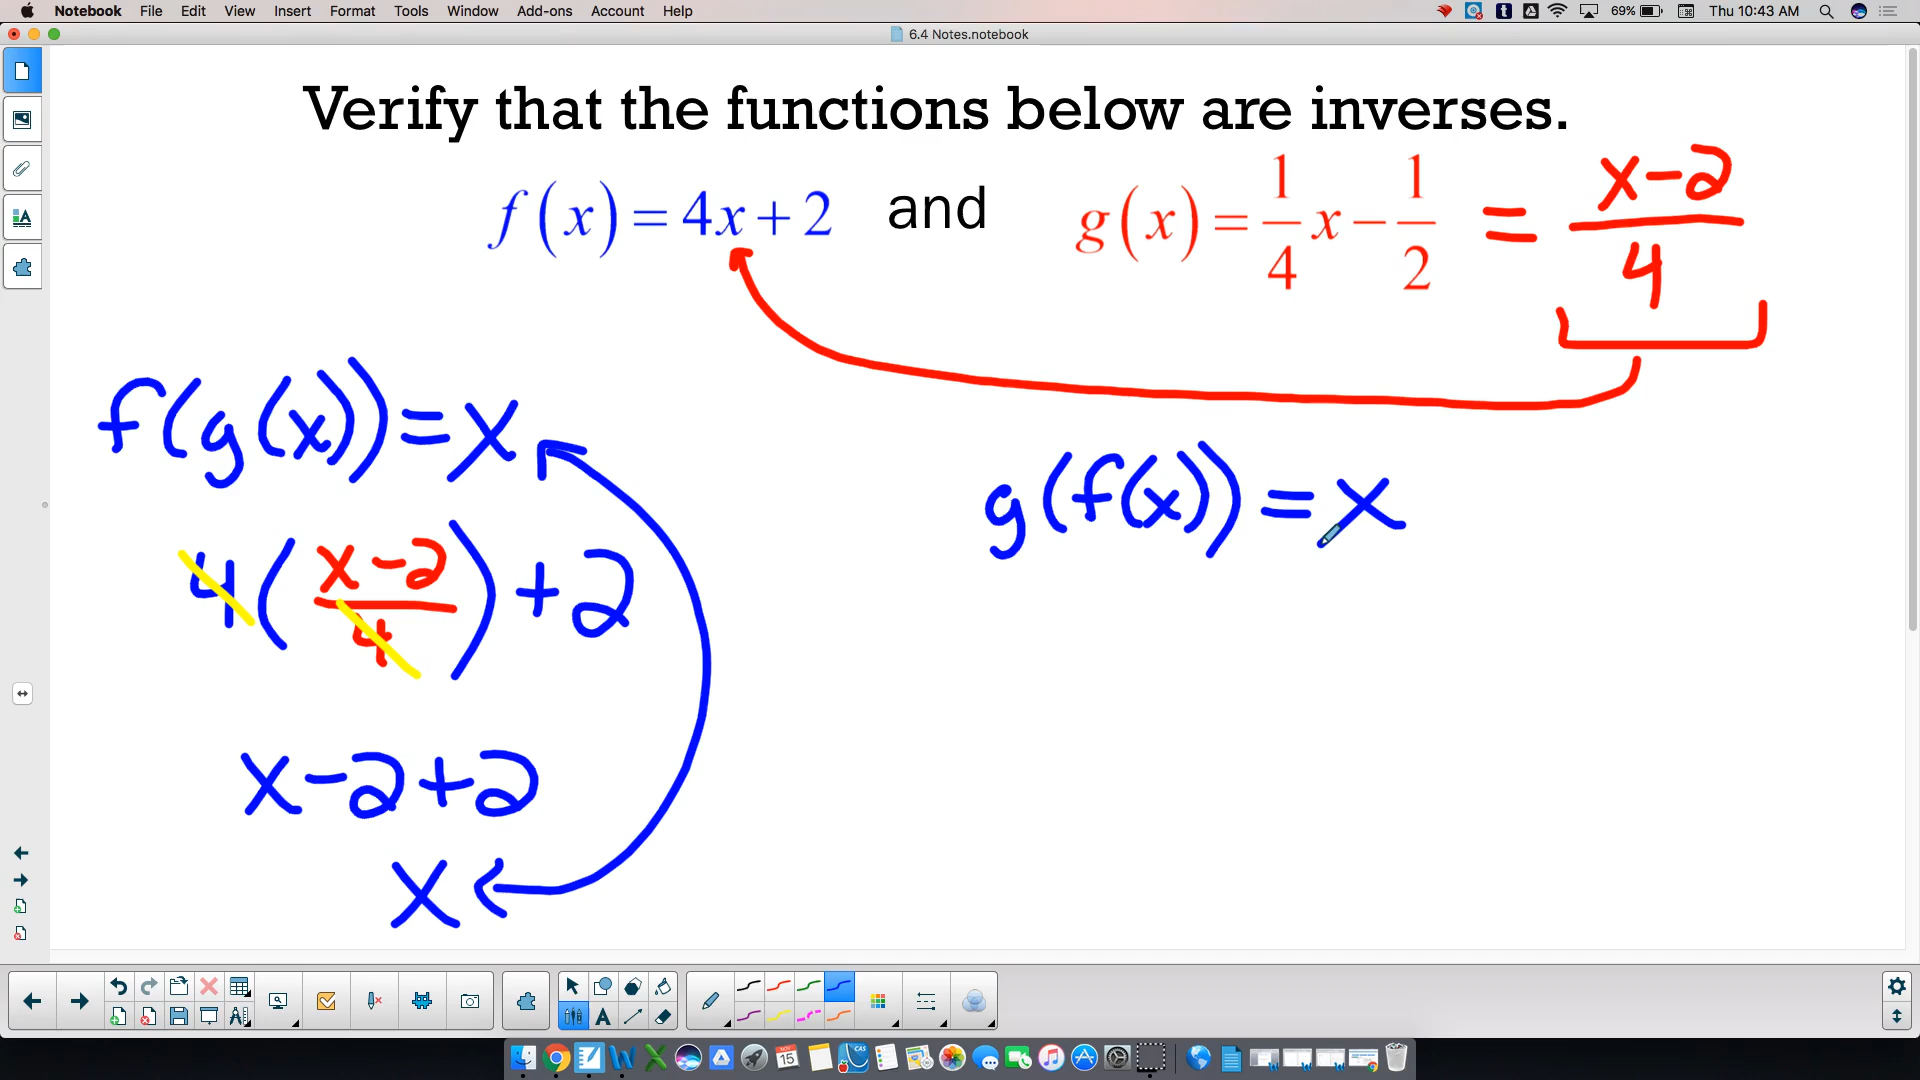 Notebook File Edit View Insert Format Tools Window Add-ons Account Help 69% Thu 10:43 AM
6.4 Notes.notebook
Verify that the functions below are inverses.
f(x) = 4x + 2 and g(x) = 1/4 x − 1/2 = x−2/4
f(g(x)) = x
g(f(x)) = x
4(x−2/4) + 2
x−2+2
x
NOV
15